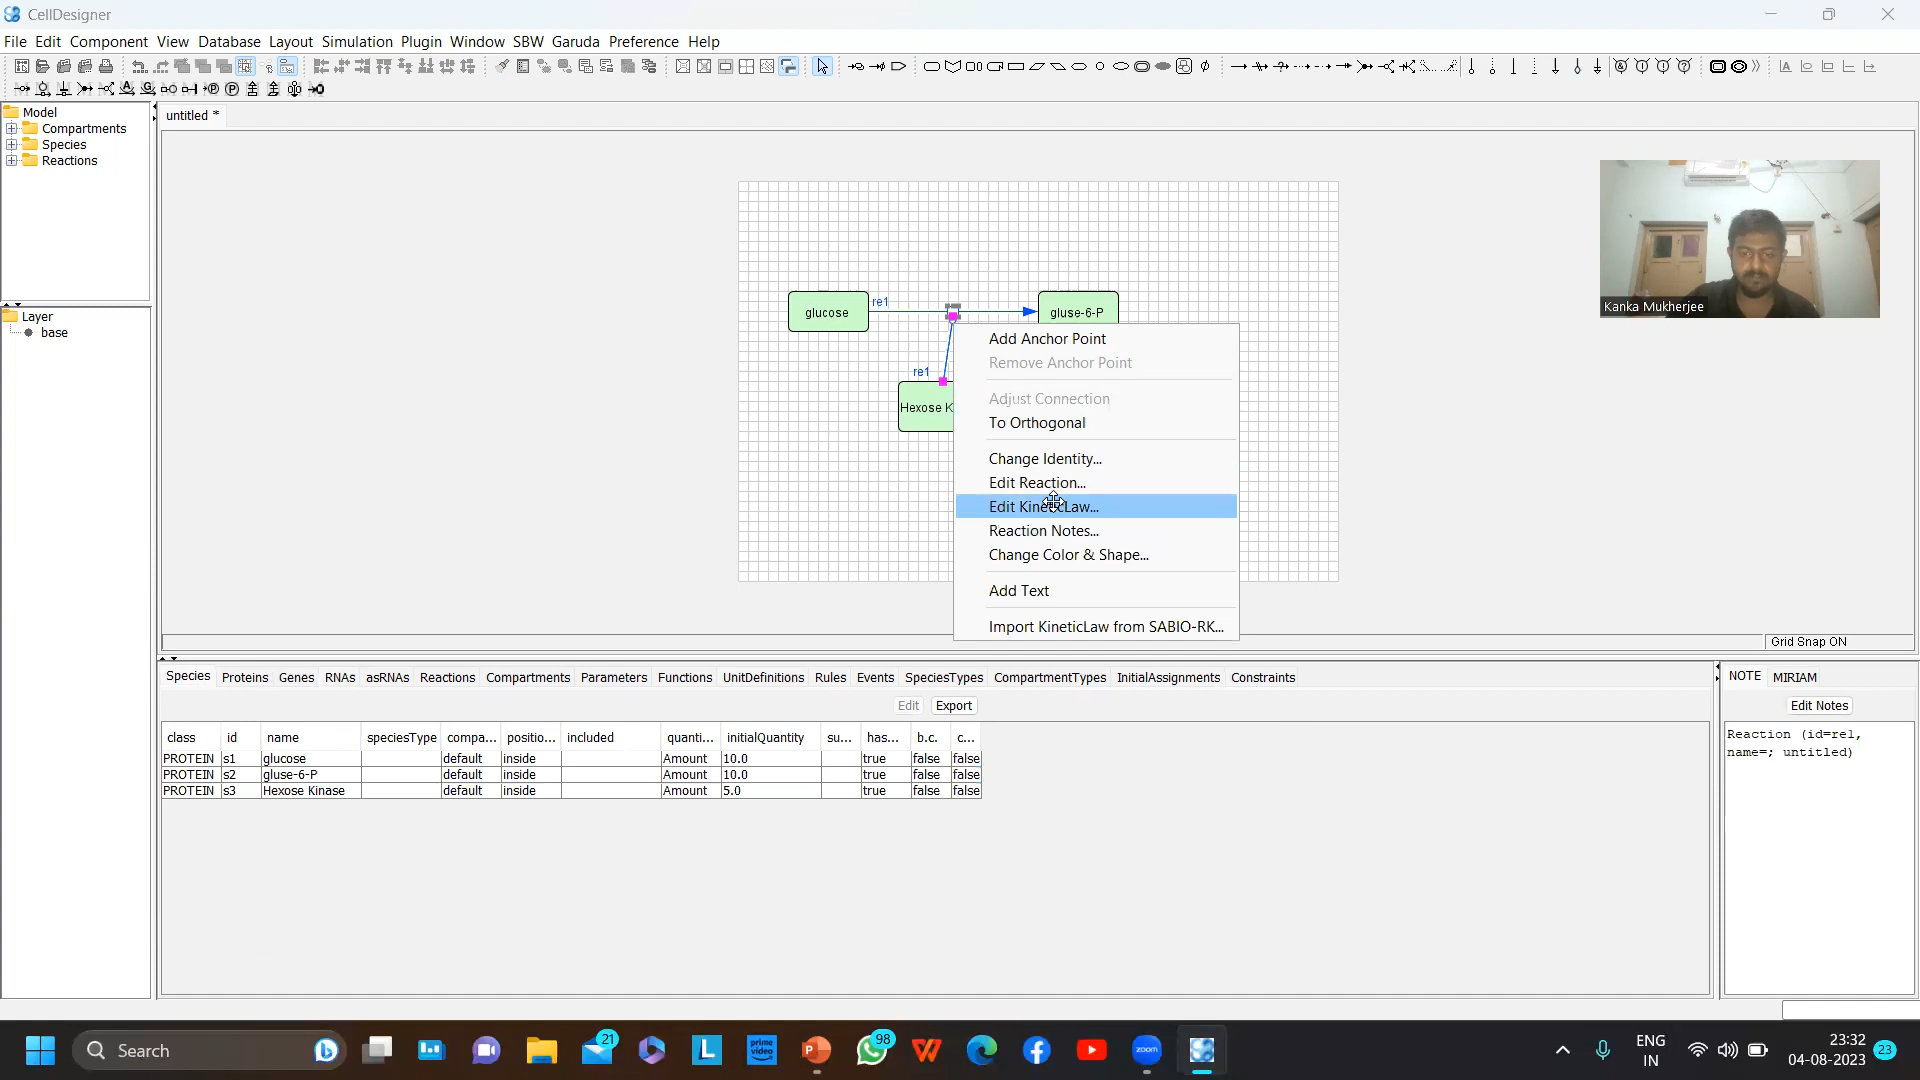 CellDesigner
File Edit Component View Database Layout Simulation Plugin Window SBW Garuda Preference Help
Model
Compartments
Species
Reactions
Layer
base
untitled *
glucose
re1
gluse-6-P
re1
Hexose K
Add Anchor Point
Remove Anchor Point
Adjust Connection
To Orthogonal
Change Identity...
Edit Reaction...
Edit KineticLaw...
Reaction Notes...
Change Color & Shape...
Add Text
Import KineticLaw from SABIO-RK...
Kanka Mukherjee
Grid Snap ON
Species Proteins Genes RNAs asRNAs Reactions Compartments Parameters Functions UnitDefinitions Rules Events SpeciesTypes CompartmentTypes InitialAssignments Constraints
Edit Export
class id name speciesType compa... positio... included quanti... initialQuantity su... has... b.c. c...
PROTEIN s1 glucose default inside Amount 10.0 true false false
PROTEIN s2 gluse-6-P default inside Amount 10.0 true false false
PROTEIN s3 Hexose Kinase default inside Amount 5.0 true false false
NOTE MIRIAM
Edit Notes
Reaction (id=re1,
name=; untitled)
Search
21
prime video
98
zoom
ENG
IN
23:32
04-08-2023
23